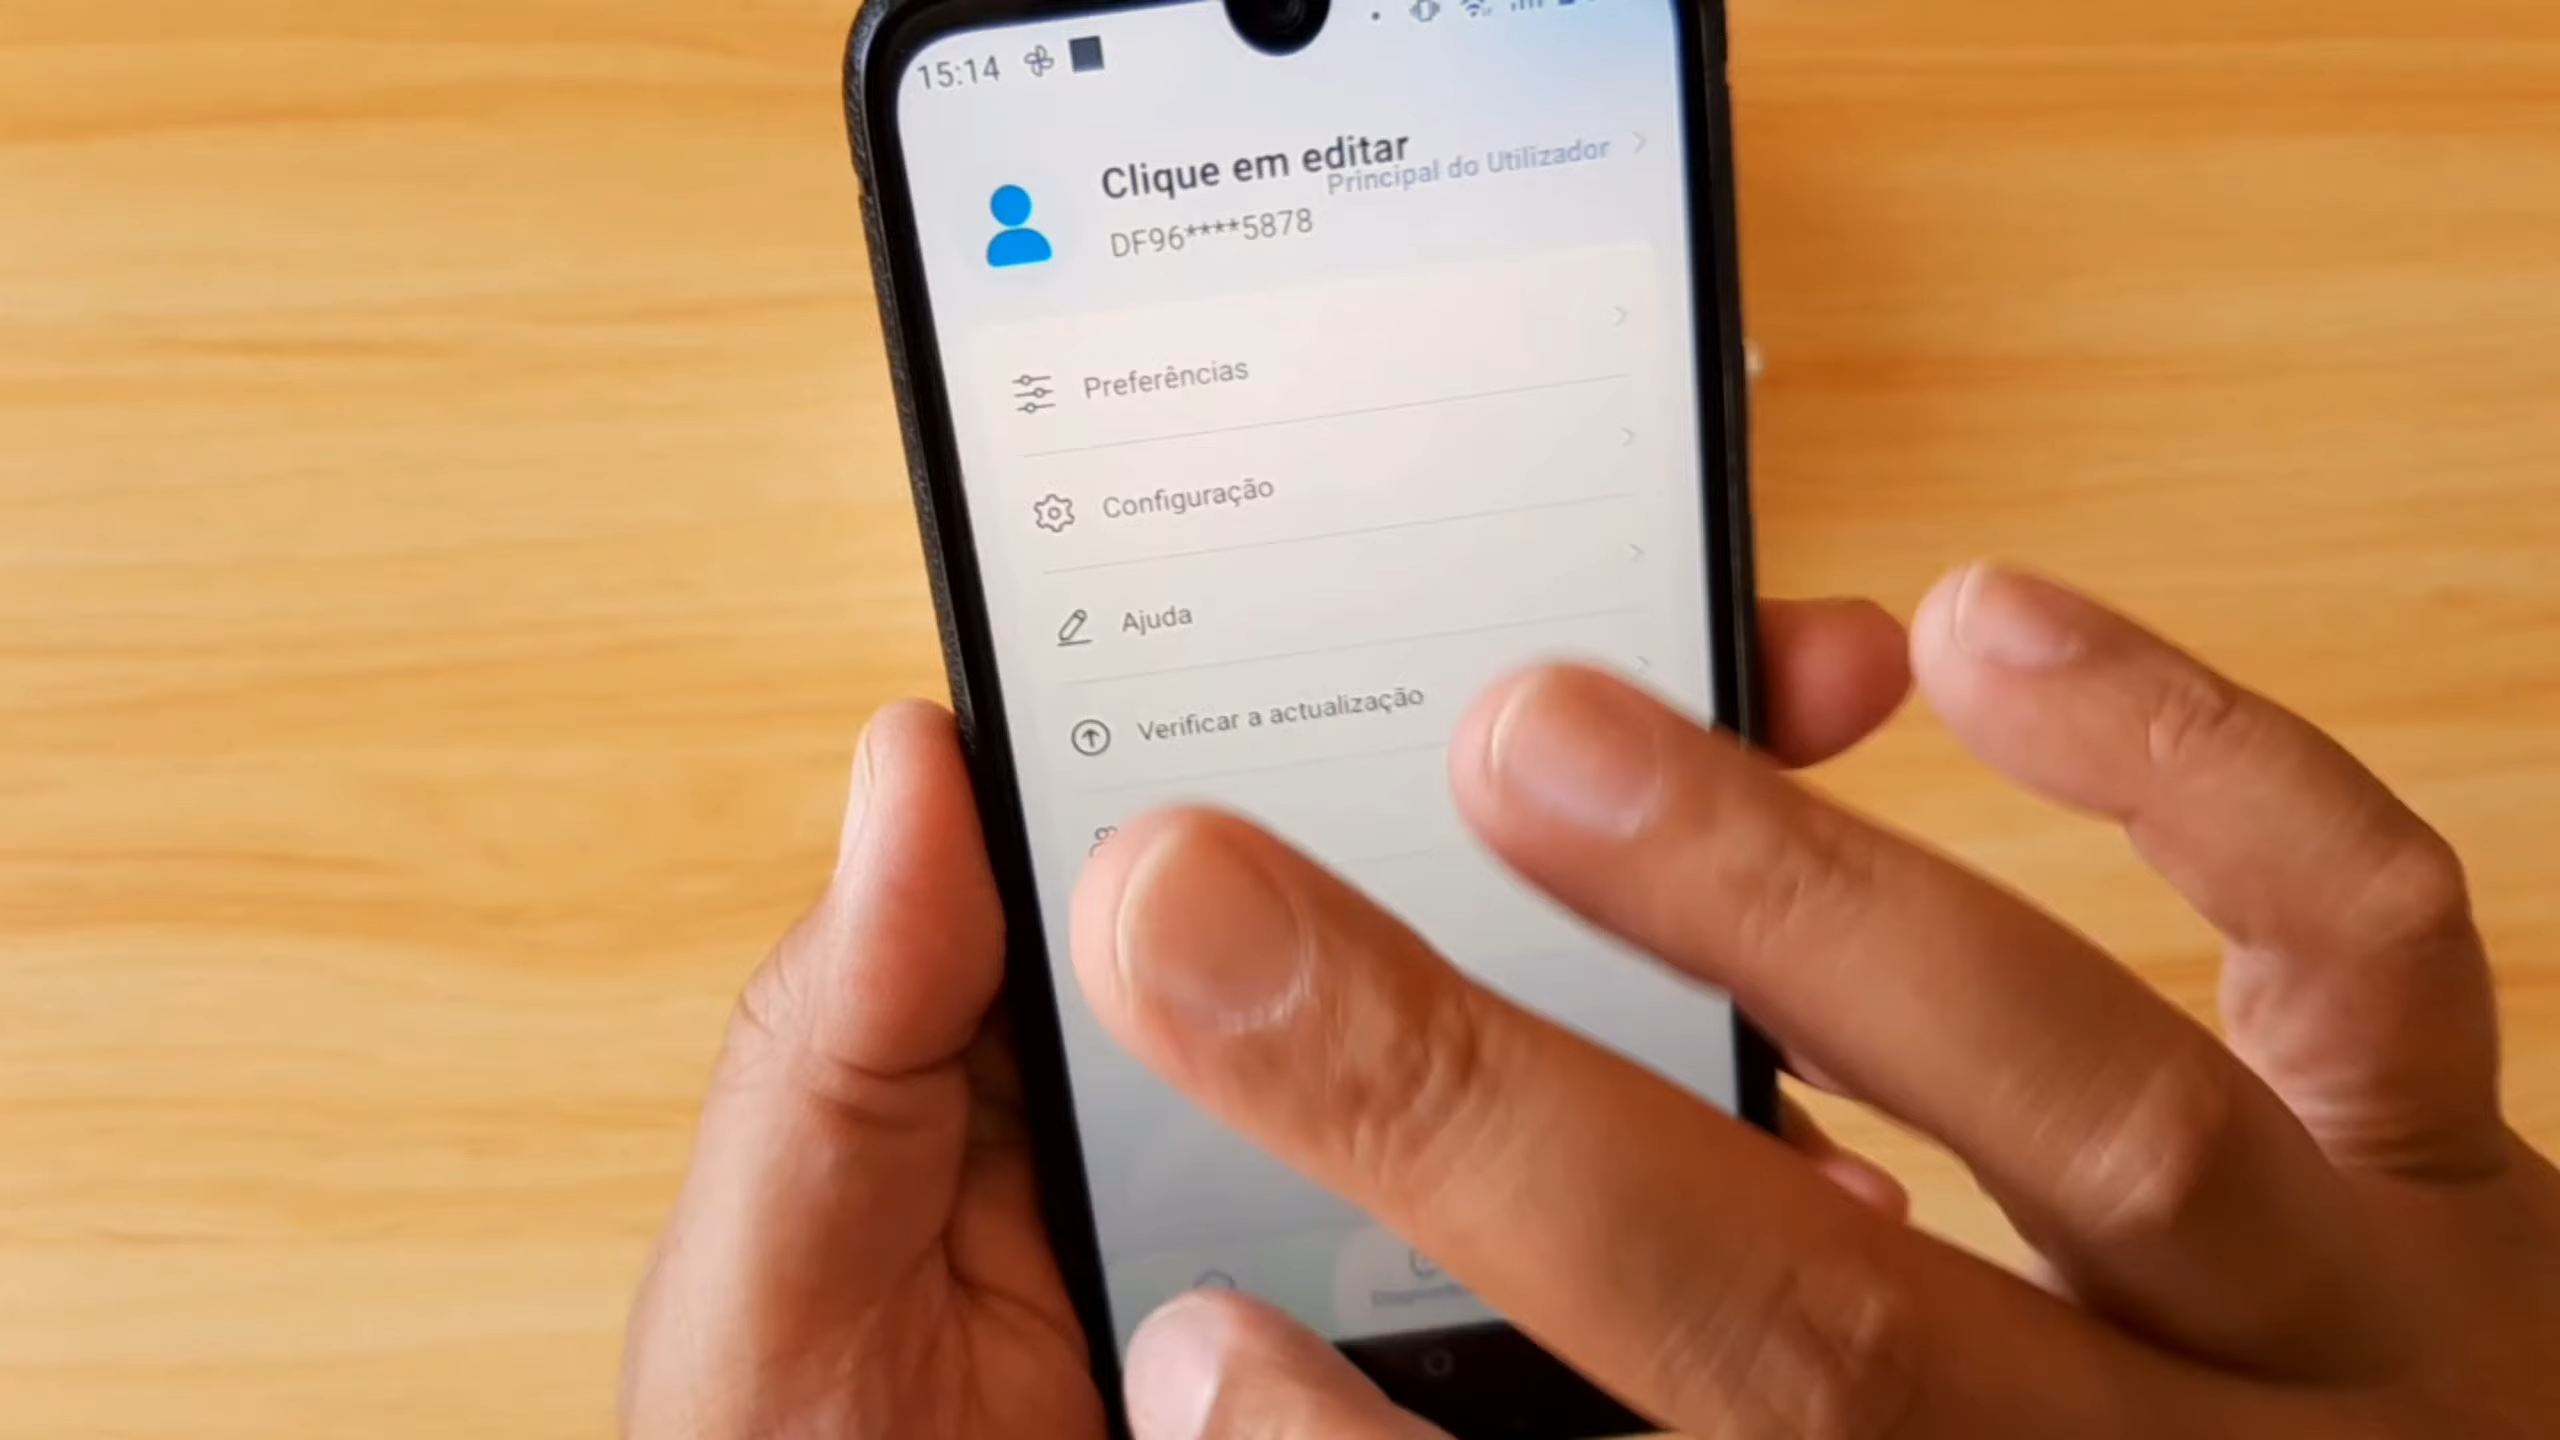 15:14
Clique em editar
Principal do Utilizador
DF96****5878
Preferências
Configuração
Ajuda
Verificar a actualização